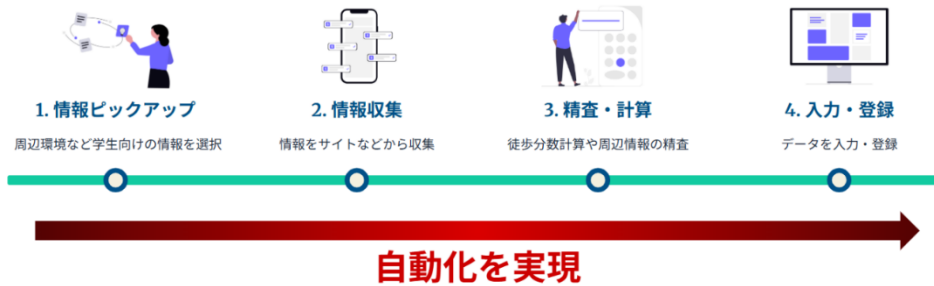 1. 情報ピックアップ
周辺環境など学生向けの情報を選択
2. 情報収集
情報をサイトなどから収集
3. 精査・計算
徒歩分数計算や周辺情報の精査
4. 入力・登録
データを入力・登録
自動化を実現